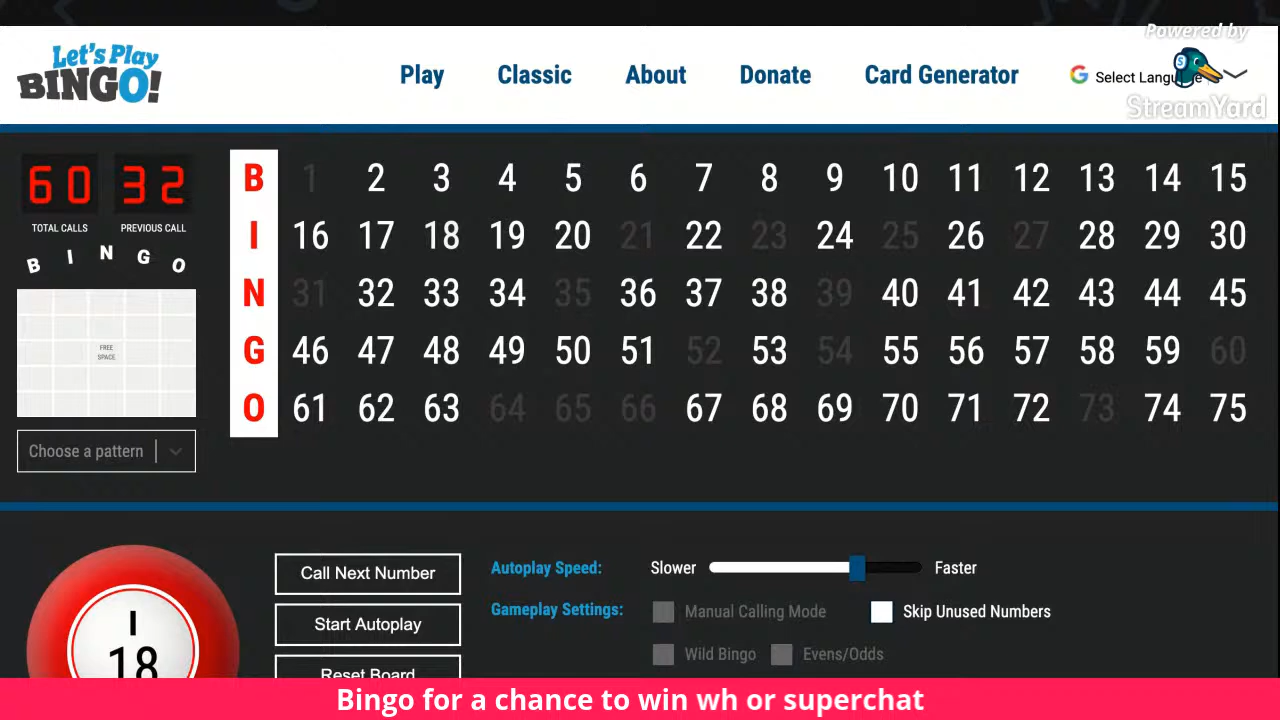 Powered by
StreamYard
Let's Play
BINGO!
Play Classic About Donate Card Generator
Select Langu
60 32
TOTAL CALLS PREVIOUS CALL
B I N G O
FREE
SPACE
Choose a pattern
B 1 2 3 4 5 6 7 8 9 10 11 12 13 14 15
I 16 17 18 19 20 21 22 23 24 25 26 27 28 29 30
N 31 32 33 34 35 36 37 38 39 40 41 42 43 44 45
G 46 47 48 49 50 51 52 53 54 55 56 57 58 59 60
O 61 62 63 64 65 66 67 68 69 70 71 72 73 74 75
I
18
Call Next Number
Start Autoplay
Reset Board
Autoplay Speed: Slower Faster
Gameplay Settings: Manual Calling Mode Skip Unused Numbers
Wild Bingo Evens/Odds
Bingo for a chance to win wh or superchat